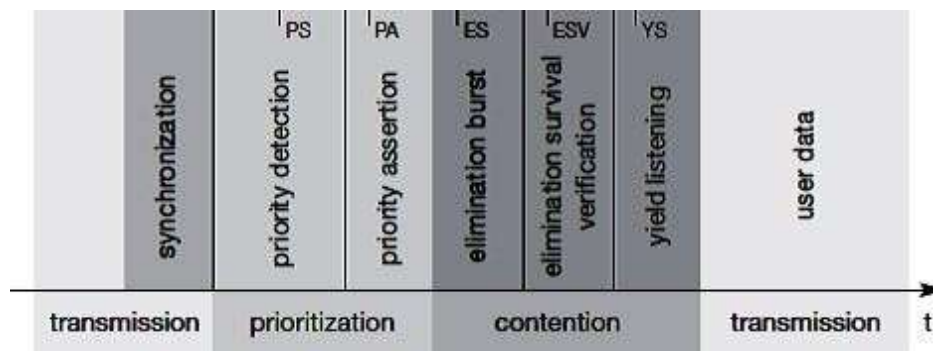 PS
PA
ES
ESV
YS
synchronization
priority detection
priority assertion
elimination burst
elimination survival
verification
yield listening
user data
transmission
prioritization
contention
transmission
t